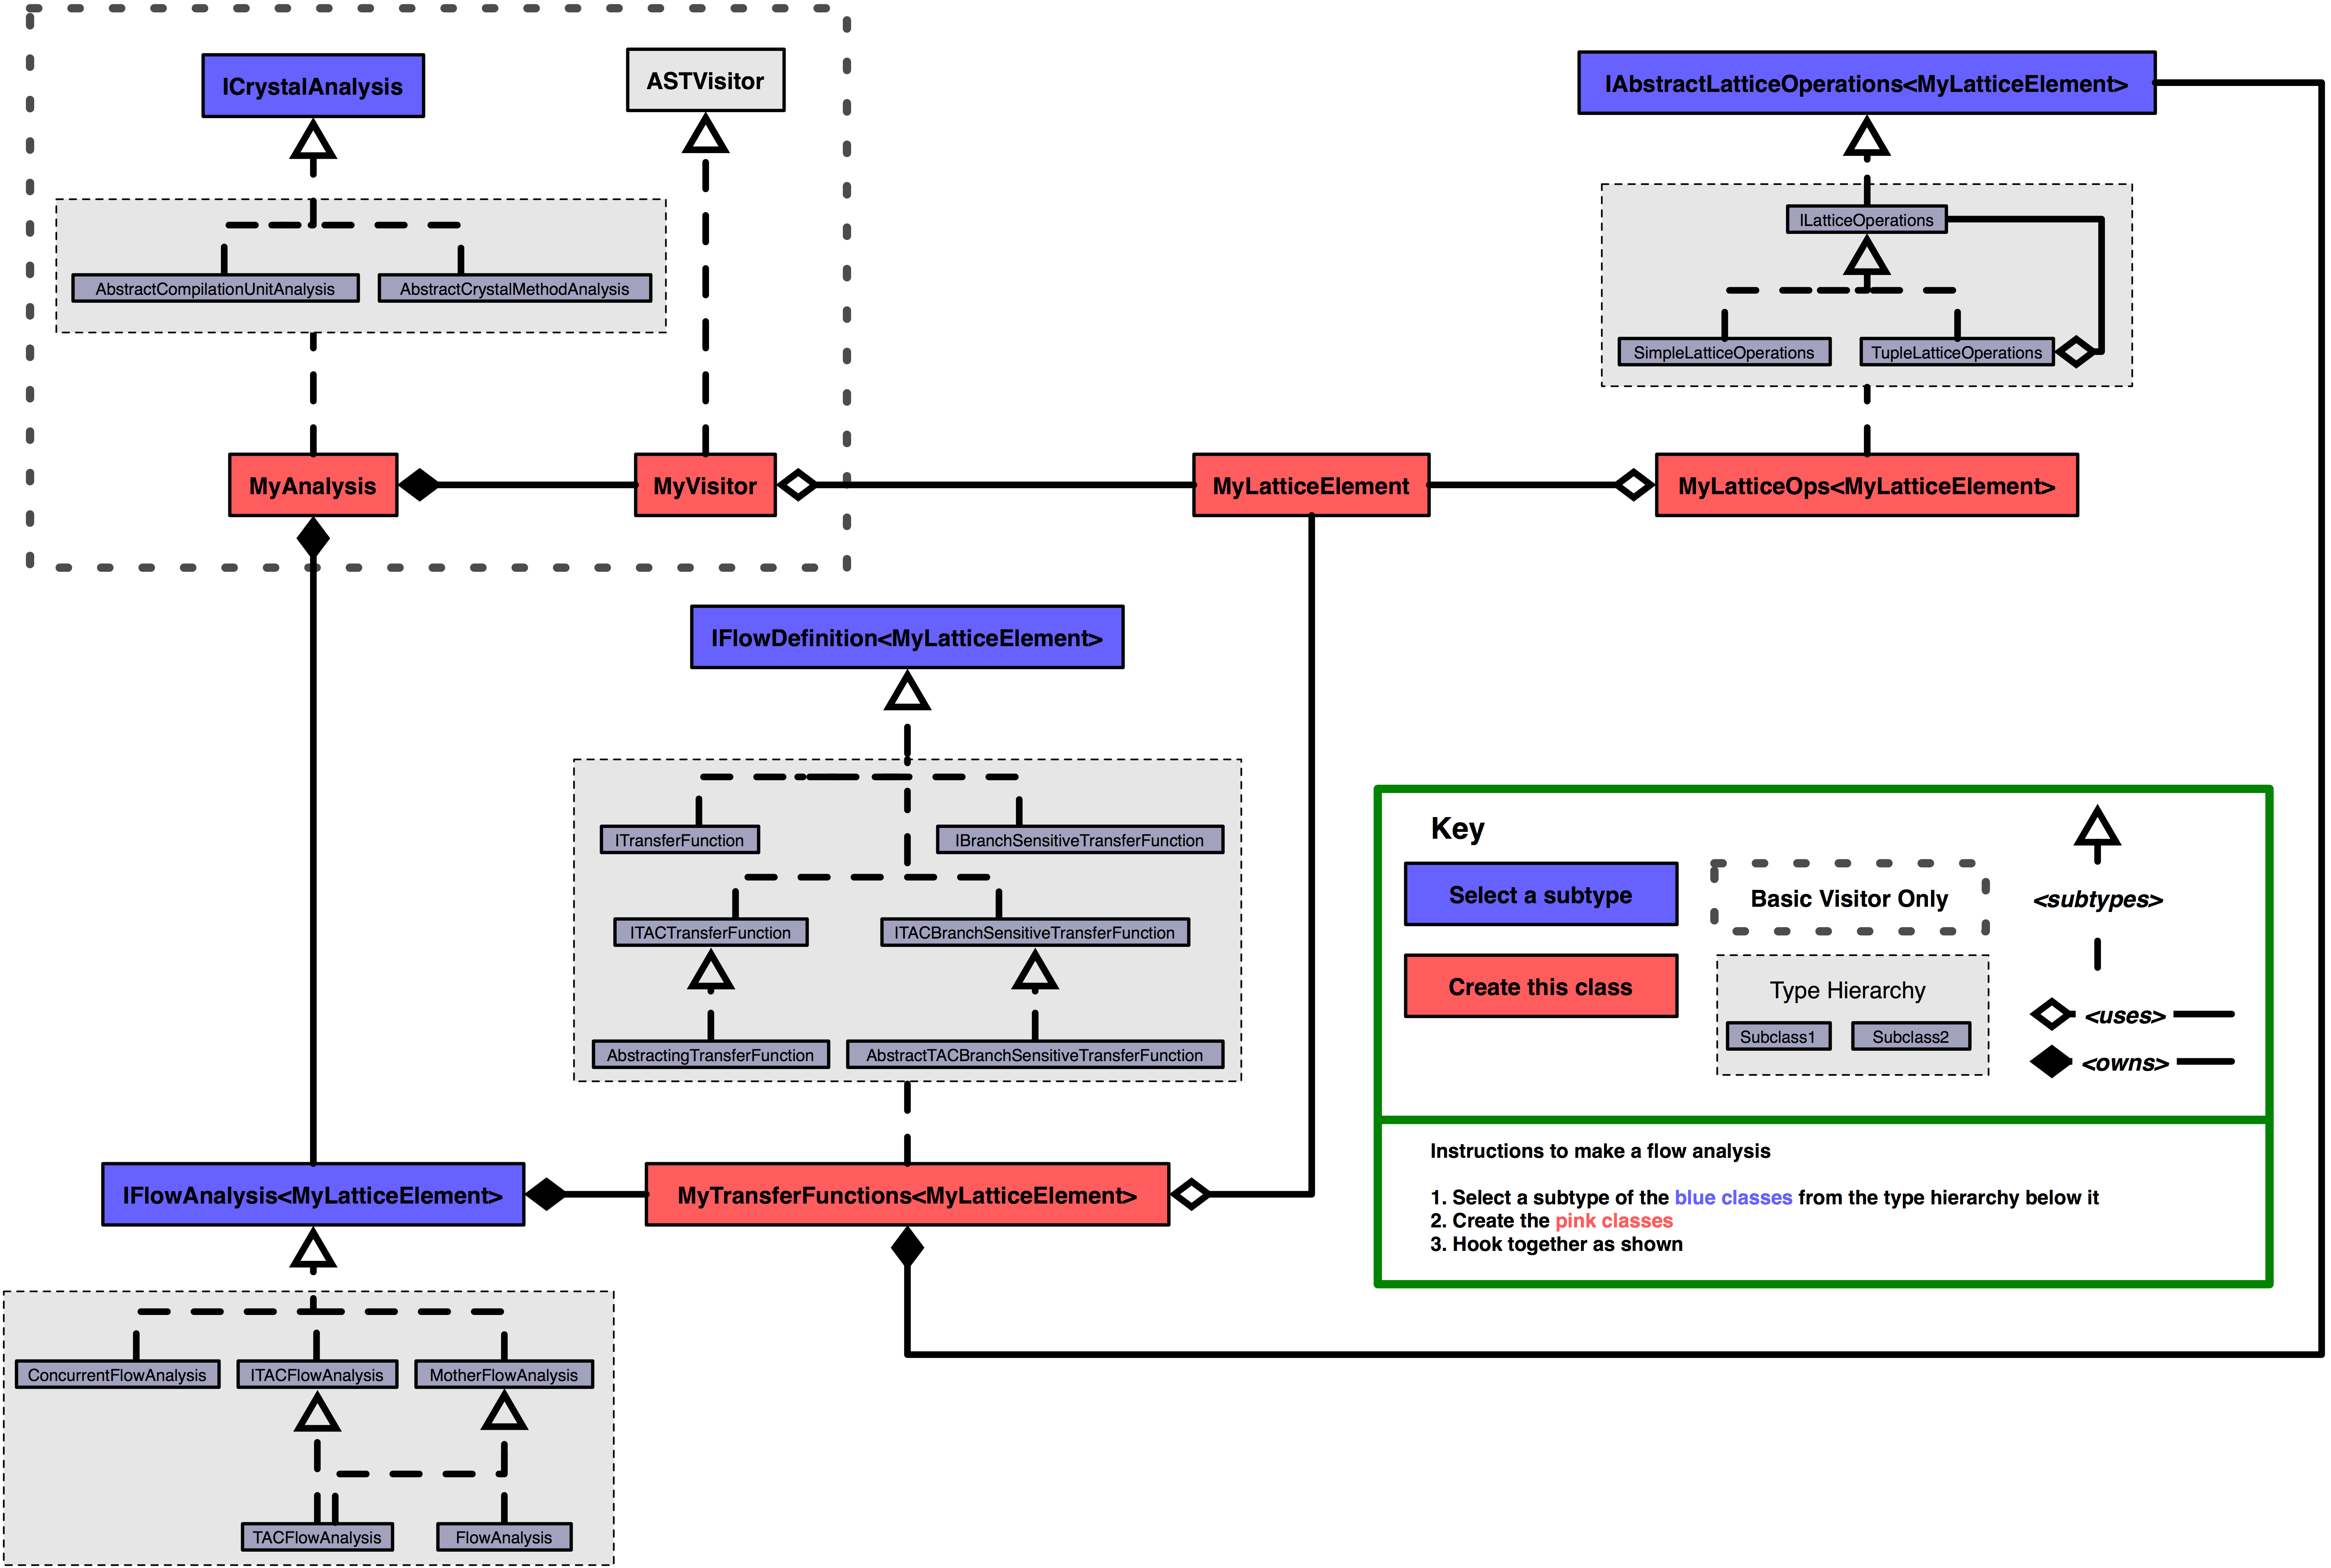 ICrystalAnalysis
ASTVisitor
IAbstractLatticeOperations<MyLatticeElement>
ILatticeOperations
AbstractCompilationUnitAnalysis
AbstractCrystalMethodAnalysis
SimpleLatticeOperations
TupleLatticeOperations
MyAnalysis
MyVisitor
MyLatticeElement
MyLatticeOps<MyLatticeElement>
IFlowDefinition<MyLatticeElement>
ITransferFunction
IBranchSensitiveTransferFunction
ITACTransferFunction
ITACBranchSensitiveTransferFunction
AbstractingTransferFunction
AbstractTACBranchSensitiveTransferFunction
Key
Select a subtype
Basic Visitor Only
<subtypes>
Create this class
Type Hierarchy
Subclass1
Subclass2
<uses>
<owns>
Instructions to make a flow analysis
1. Select a subtype of the blue classes from the type hierarchy below it
2. Create the pink classes
3. Hook together as shown
IFlowAnalysis<MyLatticeElement>
MyTransferFunctions<MyLatticeElement>
ConcurrentFlowAnalysis
ITACFlowAnalysis
MotherFlowAnalysis
TACFlowAnalysis
FlowAnalysis